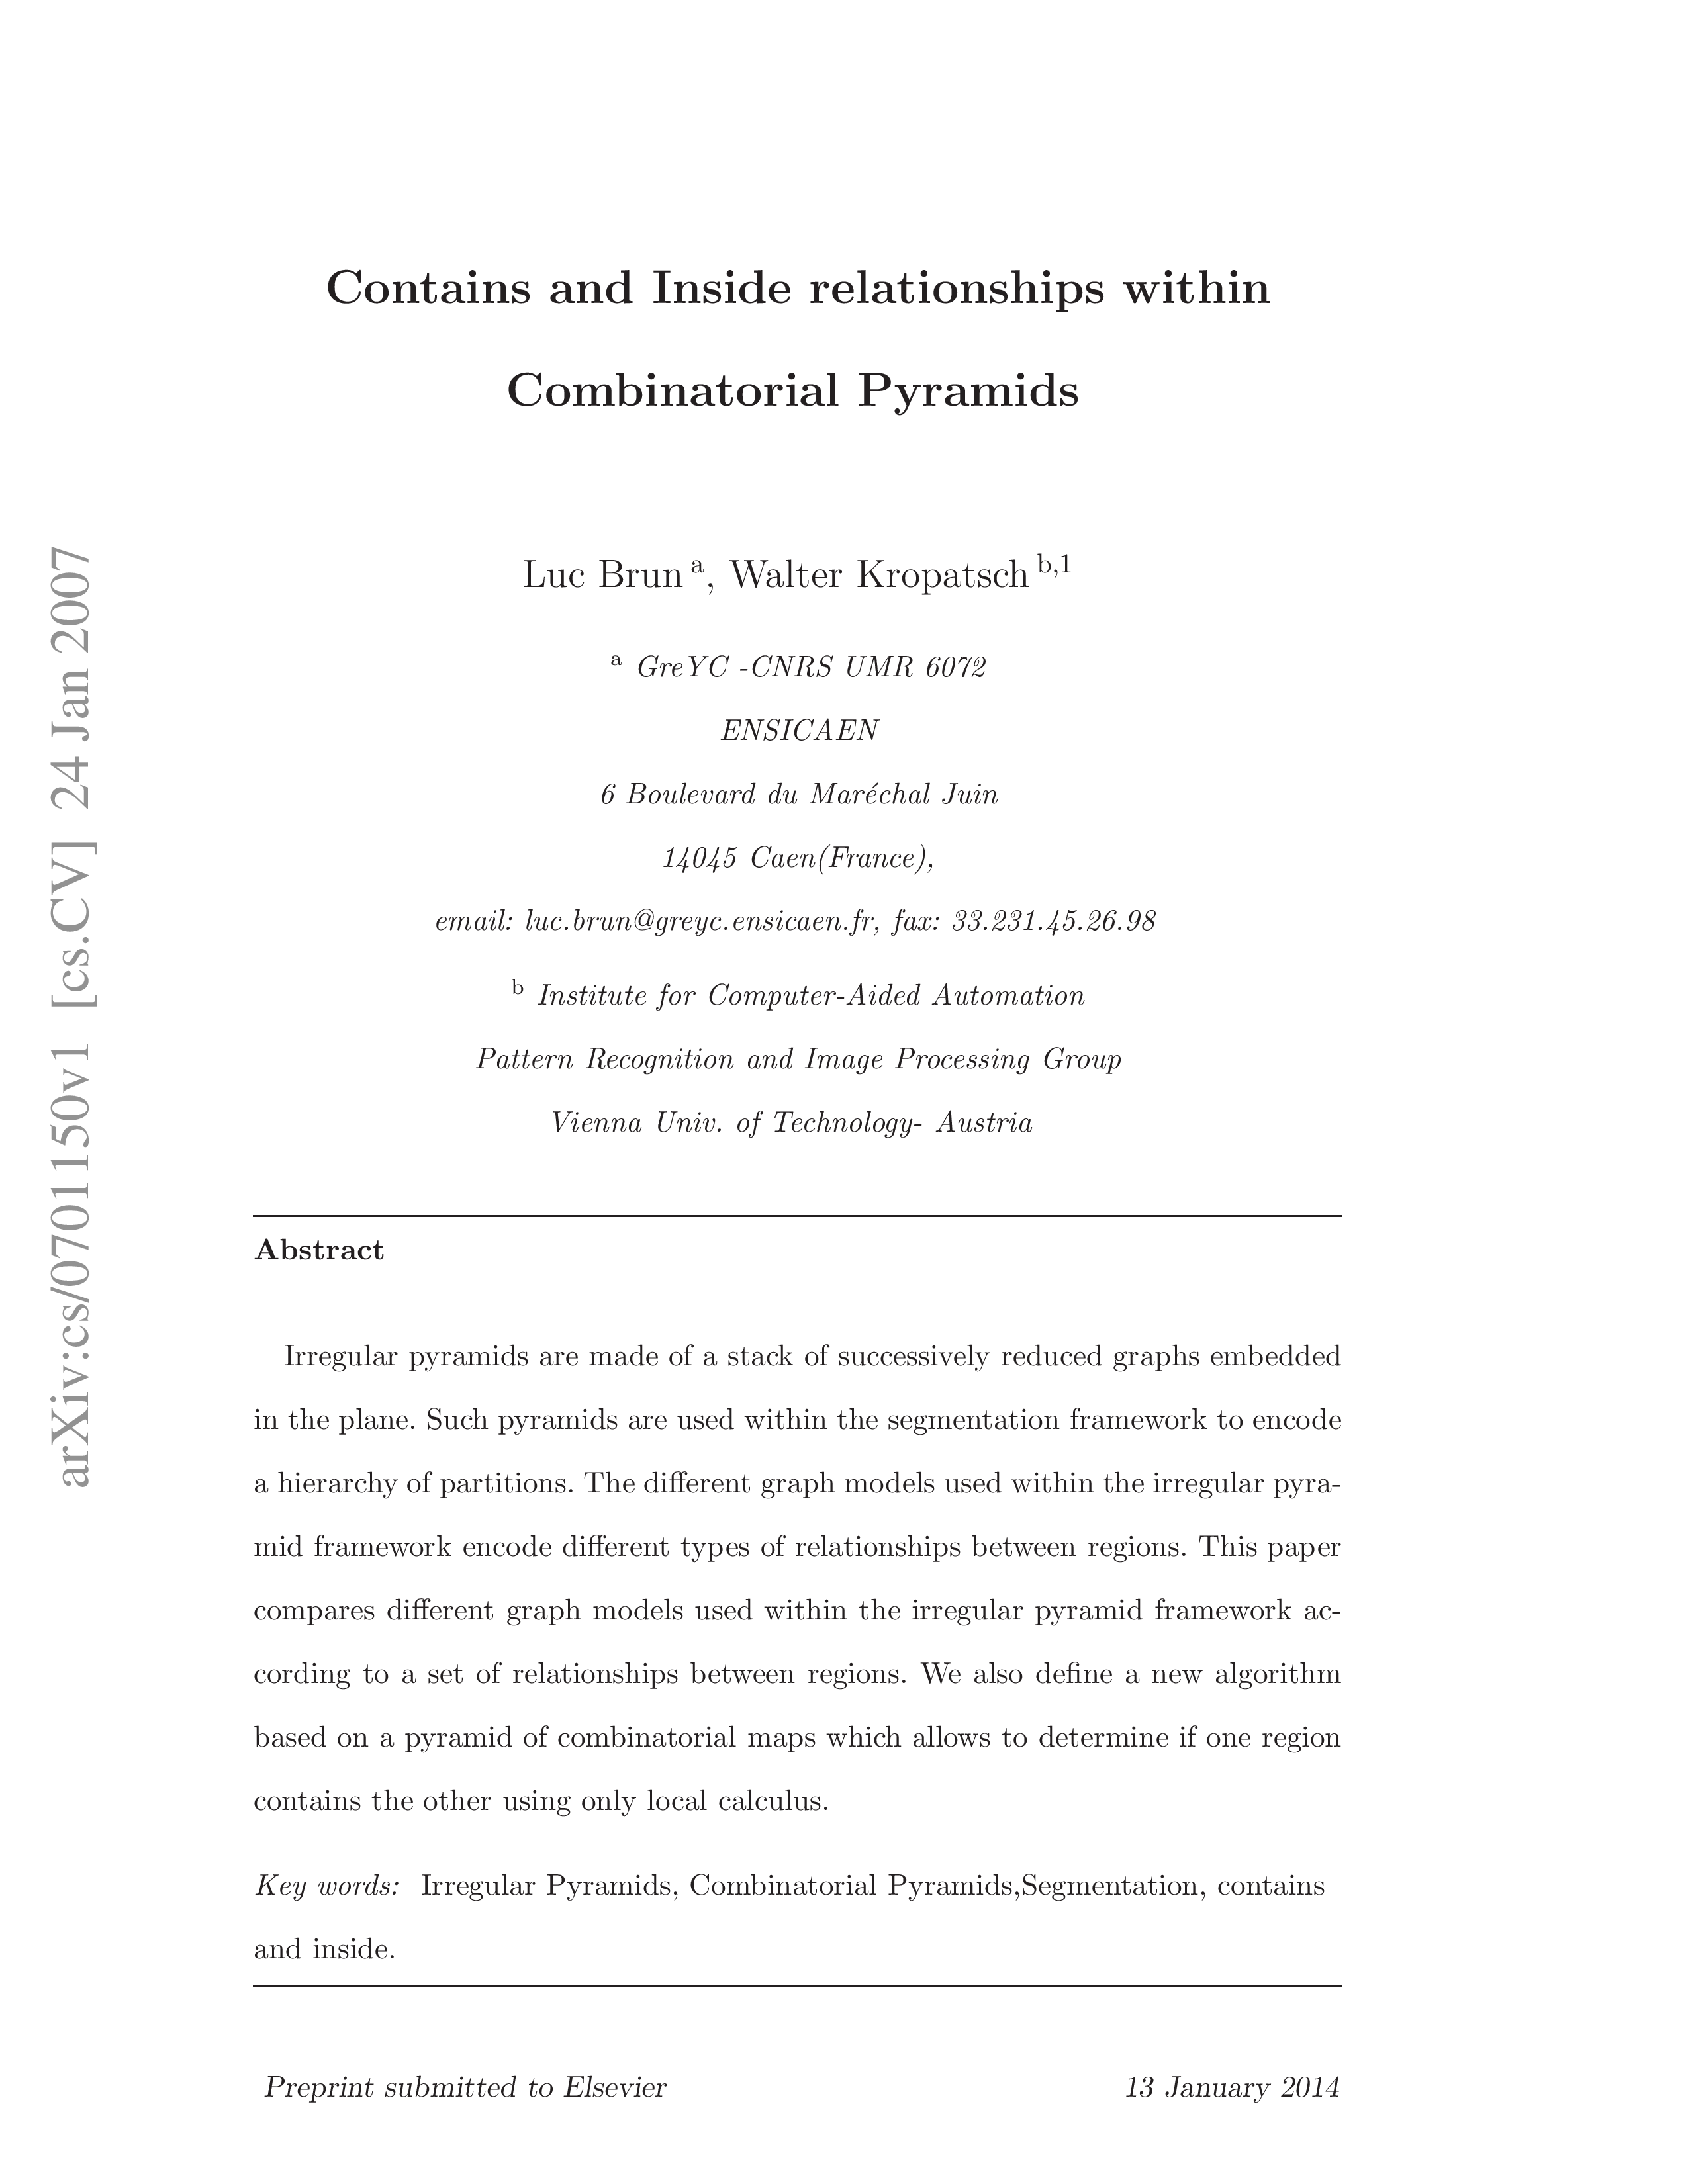 Contains and Inside relationships within
Combinatorial Pyramids
Luc Brun a, Walter Kropatsch b,1
a GreYC -CNRS UMR 6072
ENSICAEN
6 Boulevard du Maréchal Juin
14045 Caen(France),
email: luc.brun@greyc.ensicaen.fr, fax: 33.231.45.26.98
b Institute for Computer-Aided Automation
Pattern Recognition and Image Processing Group
Vienna Univ. of Technology- Austria
arXiv:cs/0701150v1 [cs.CV] 24 Jan 2007
Abstract
Irregular pyramids are made of a stack of successively reduced graphs embedded
in the plane. Such pyramids are used within the segmentation framework to encode
a hierarchy of partitions. The different graph models used within the irregular pyra-
mid framework encode different types of relationships between regions. This paper
compares different graph models used within the irregular pyramid framework ac-
cording to a set of relationships between regions. We also define a new algorithm
based on a pyramid of combinatorial maps which allows to determine if one region
contains the other using only local calculus.
Key words: Irregular Pyramids, Combinatorial Pyramids,Segmentation, contains
and inside.
Preprint submitted to Elsevier 13 January 2014